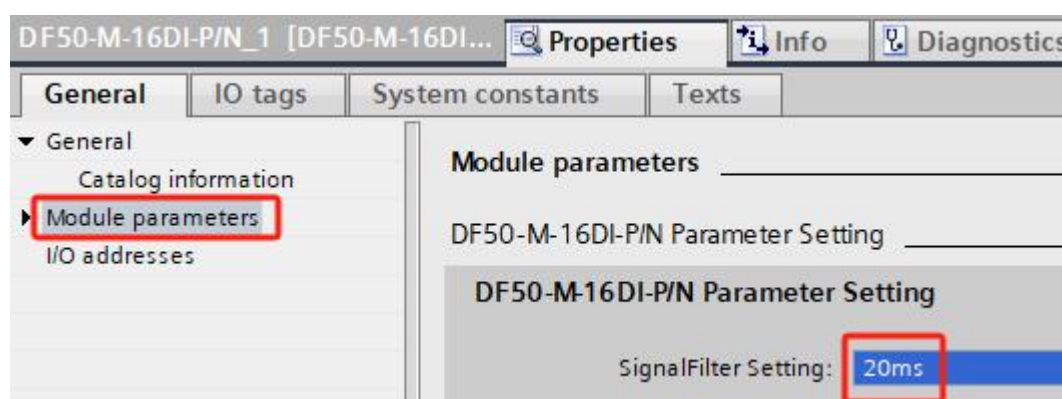 DF50-M-16DI-P/N_1 [DF50-M-16DI... Properties Info Diagnostics
General IO tags System constants Texts
General
Catalog information
Module parameters
I/O addresses
Module parameters
DF50-M-16DI-P/N Parameter Setting
DF50-M-16DI-P/N Parameter Setting
SignalFilter Setting: 20ms